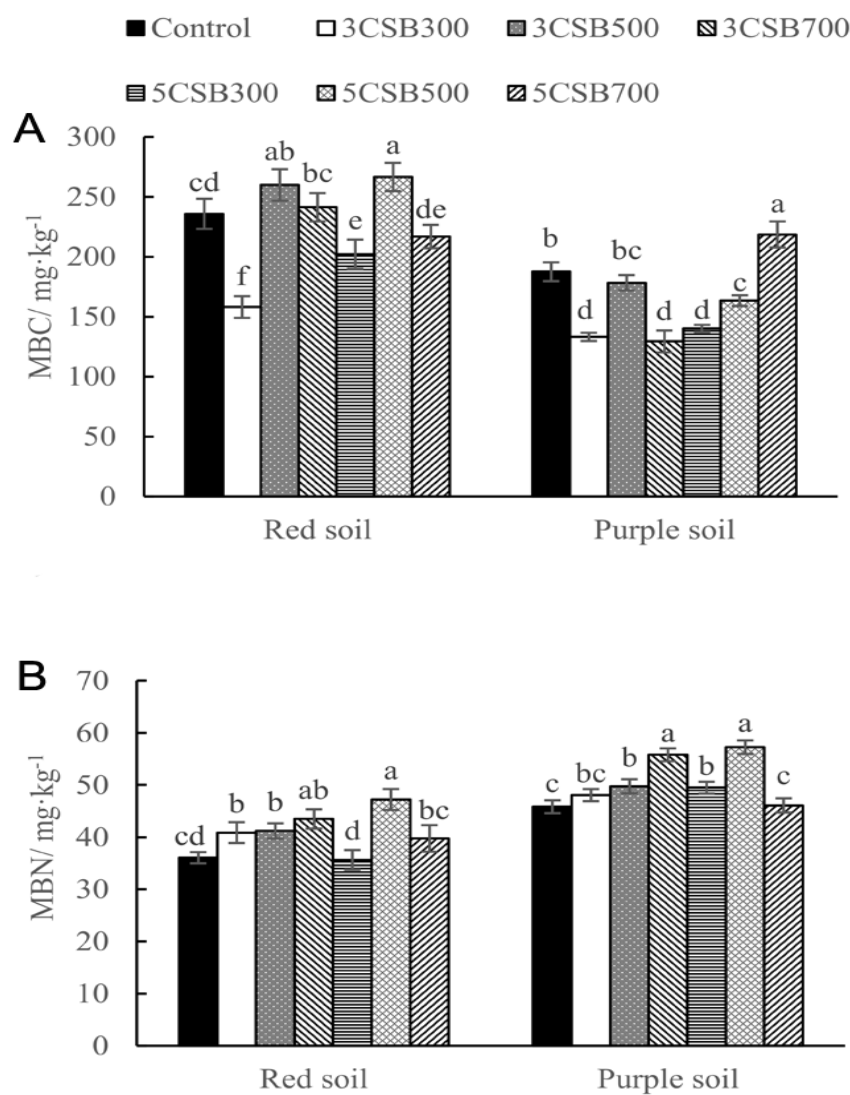 Control 3CSB300 3CSB500 3CSB700
5CSB300 5CSB500 5CSB700
A
MBC/ mg·kg⁻¹
300
250
200
150
100
50
0
cd f ab bc e a de
b d bc d d c a
Red soil Purple soil
B
MBN/ mg·kg⁻¹
70
60
50
40
30
20
10
0
cd b b ab d a bc
c bc b a b a c
Red soil Purple soil